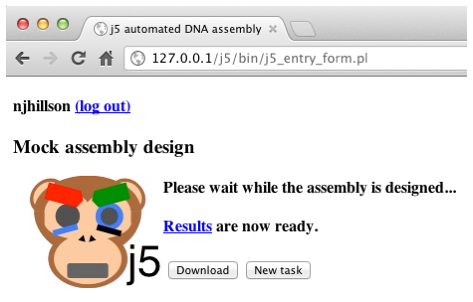 j5 automated DNA assembly
127.0.0.1/j5/bin/j5_entry_form.pl
njhillson (log out)
Mock assembly design
Please wait while the assembly is designed...
Results are now ready.
j5
Download New task